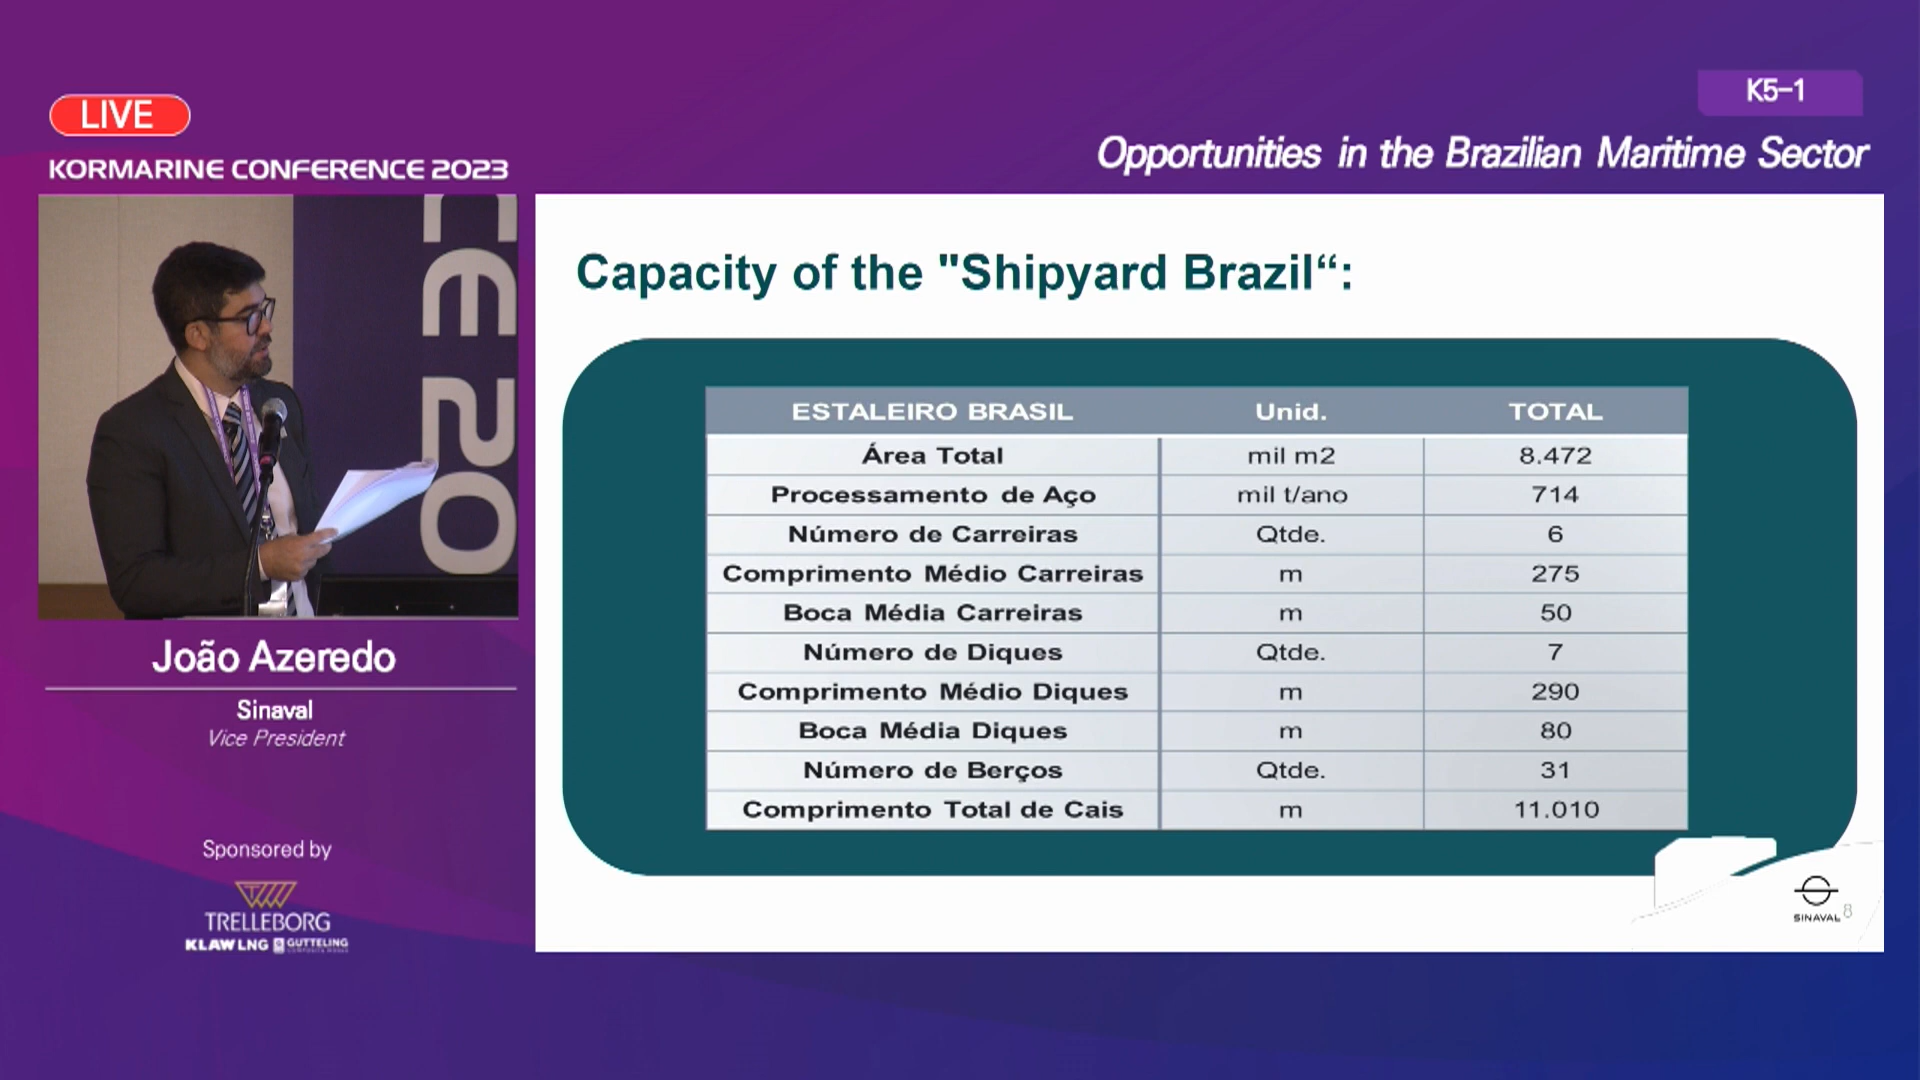 LIVE
KORMARINE CONFERENCE 2023
K5-1
Opportunities in the Brazilian Maritime Sector
CE 20
João Azeredo
Sinaval
Vice President
Sponsored by
TRELLEBORG
KLAW LNG GUTTELING
Capacity of the "Shipyard Brazil“:
ESTALEIRO BRASIL Unid. TOTAL
Área Total mil m2 8.472
Processamento de Aço mil t/ano 714
Número de Carreiras Qtde. 6
Comprimento Médio Carreiras m 275
Boca Média Carreiras m 50
Número de Diques Qtde. 7
Comprimento Médio Diques m 290
Boca Média Diques m 80
Número de Berços Qtde. 31
Comprimento Total de Cais m 11.010
SINAVAL 8